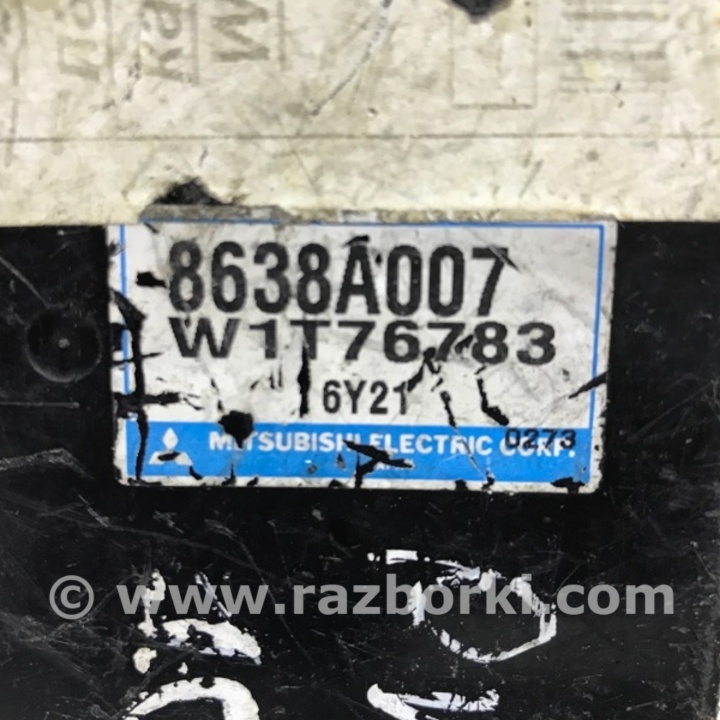 8638A007
W1T76783
6Y21
0273
MITSUBISHI ELECTRIC CORP.
© www.razborki.com